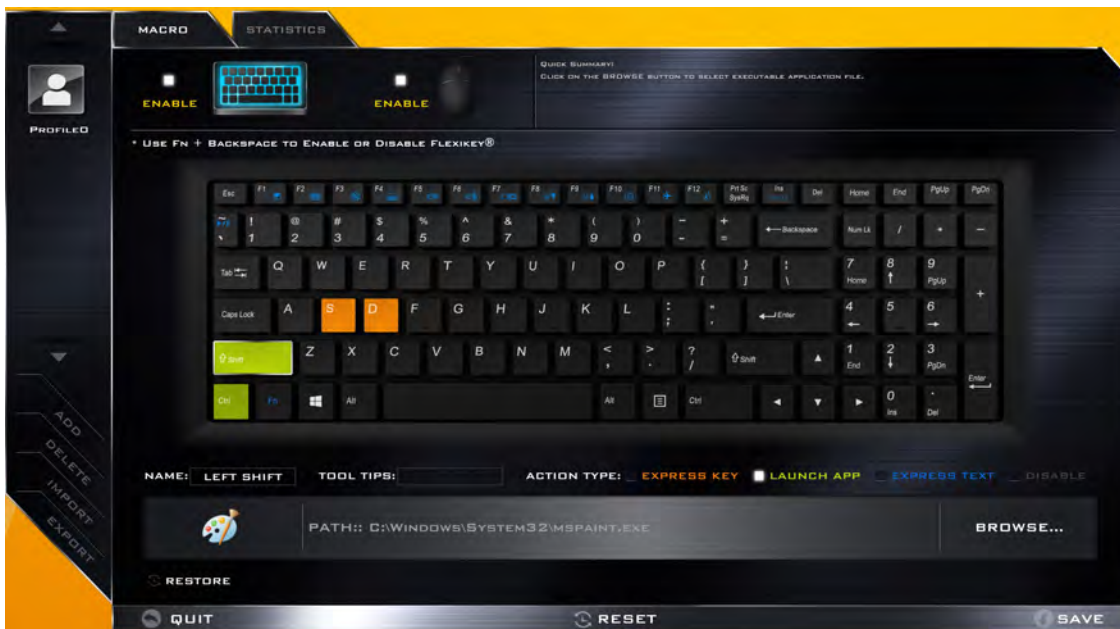 MACRO
STATISTICS
PROFILE0
ENABLE
ENABLE
QUICK SUMMARY!
CLICK ON THE BROWSE BUTTON TO SELECT EXECUTABLE APPLICATION FILE.
* USE FN + BACKSPACE TO ENABLE OR DISABLE FLEXIKEY®
Esc F1 F2 F3 F4 F5 F6 F7 F8 F9 F10 F11 F12 Prt Sc SysRq Ins Del Home End PgUp PgDn
~ ! @ # $ % ^ & * ( ) - +
` 1 2 3 4 5 6 7 8 9 0 - = ←Backspace Num Lk / * −
Tab Q W E R T Y U I O P { [ } ] ¦ \ 7 Home 8 ↑ 9 PgUp +
Caps Lock A S D F G H J K L : ; " ' Enter 4 ← 5 6 →
⇧ Shift Z X C V B N M < , > . ? / ⇧ Shift ▲ 1 End 2 ↓ 3 PgDn Enter
Ctrl Fn Alt Alt Ctrl ◄ ▼ ► 0 Ins . Del
NAME: LEFT SHIFT TOOL TIPS: ACTION TYPE: EXPRESS KEY LAUNCH APP EXPRESS TEXT DISABLE
PATH:: C:\WINDOWS\SYSTEM32\MSPAINT.EXE BROWSE...
ADD
DELETE
IMPORT
EXPORT
RESTORE
QUIT RESET SAVE